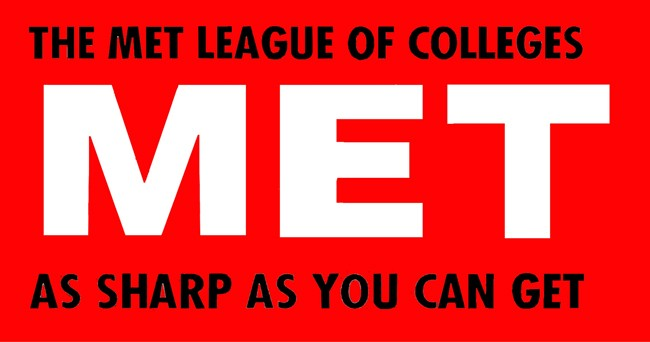 THE MET LEAGUE OF COLLEGES
MET
AS SHARP AS YOU CAN GET